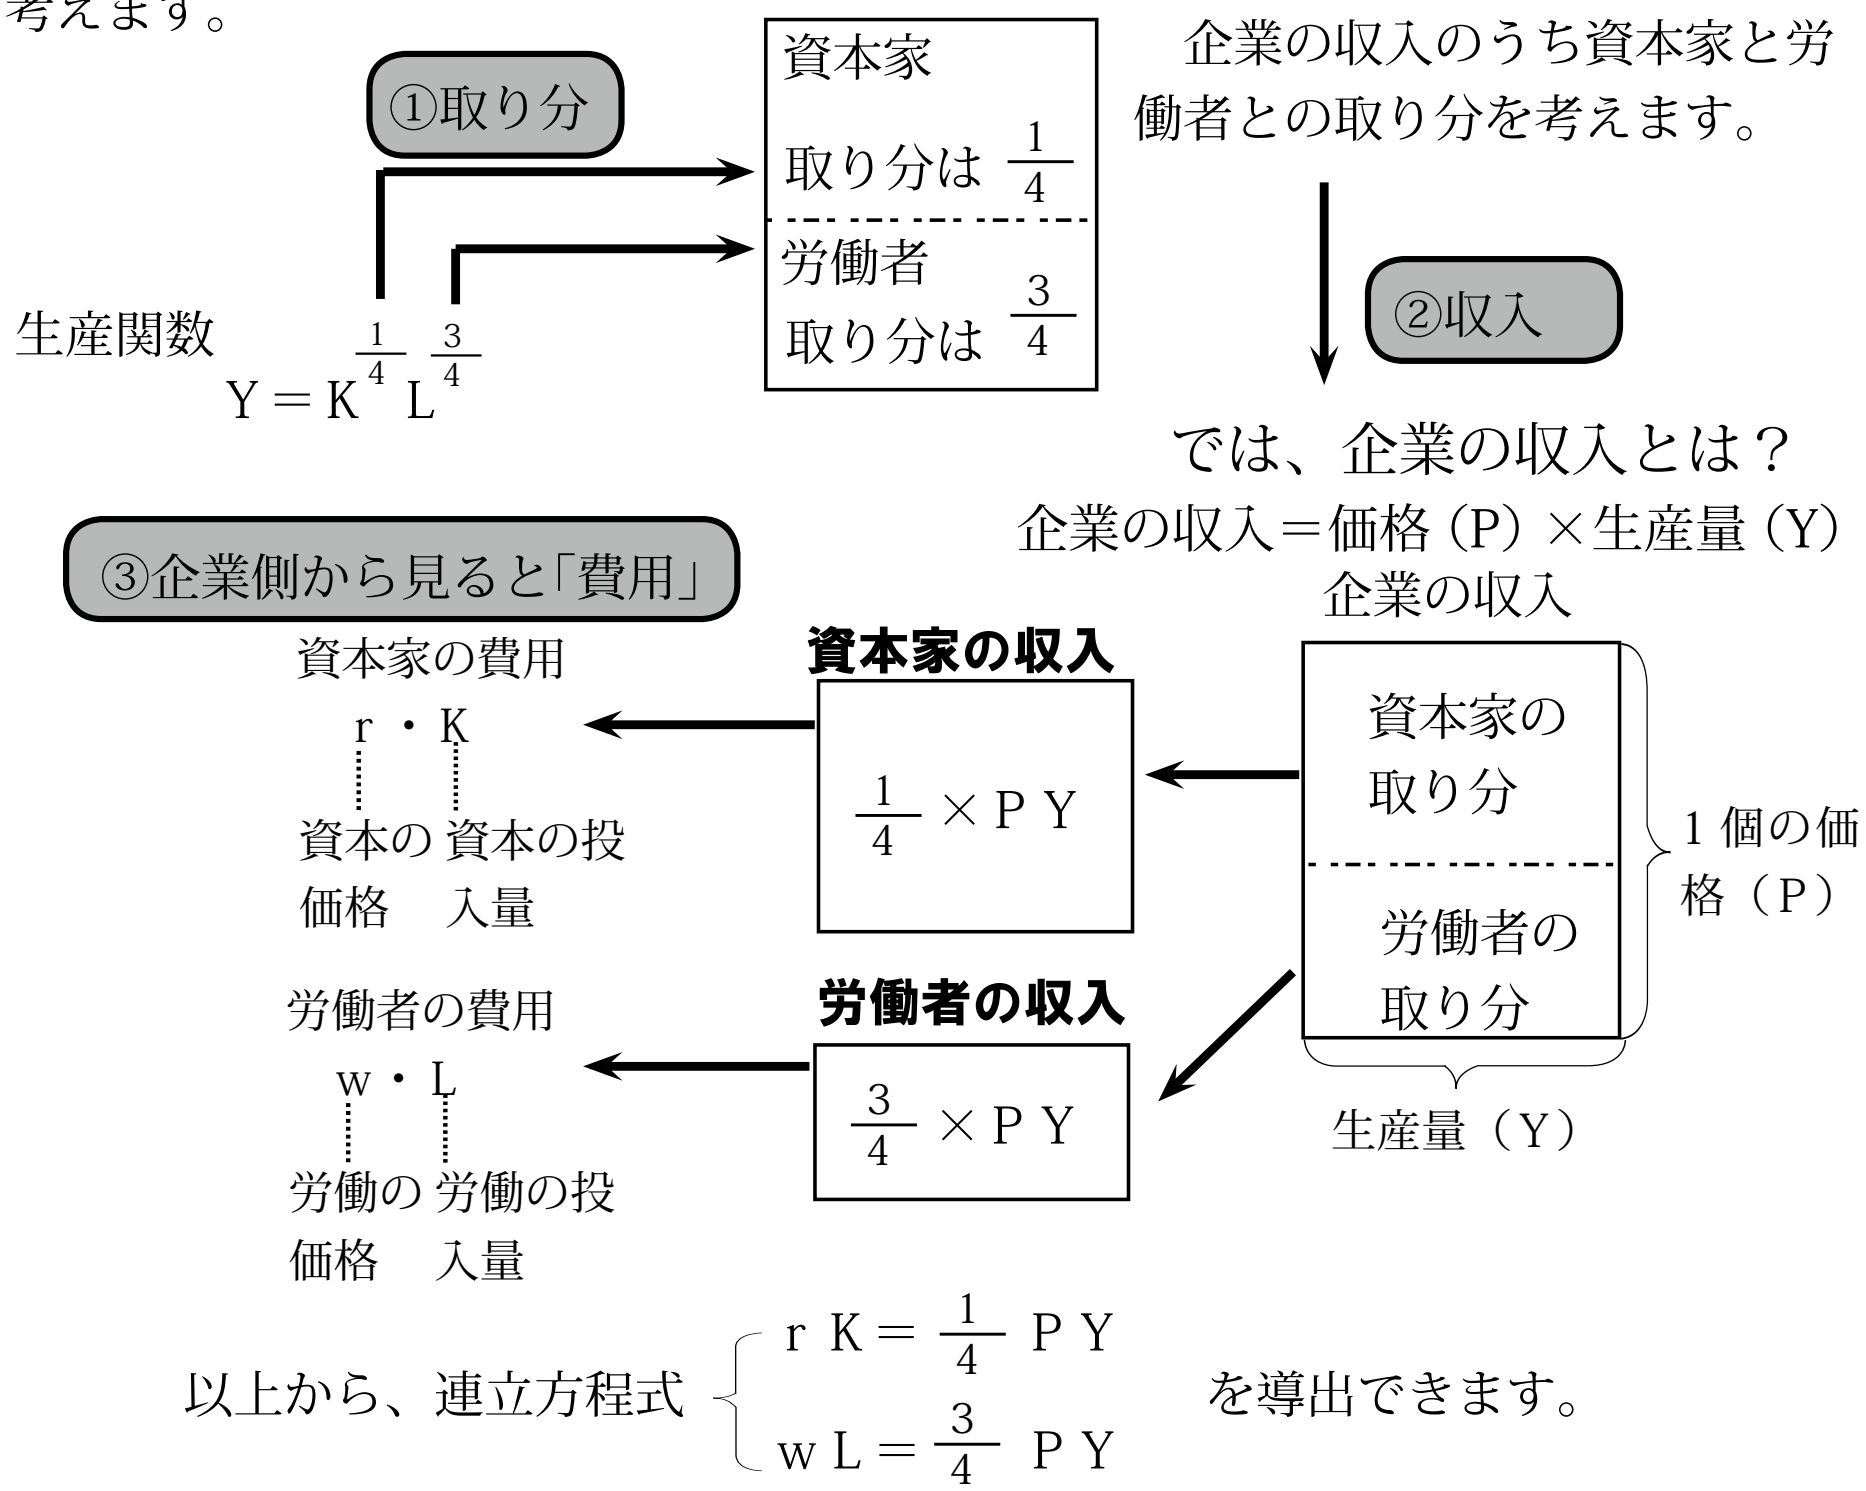 考えます。
①取り分
資本家
取り分は 1/4
労働者
取り分は 3/4
企業の収入のうち資本家と労
働者との取り分を考えます。
生産関数
Y＝K^1/4 L^3/4
②収入
では、企業の収入とは？
企業の収入＝価格（P）×生産量（Y）
③企業側から見ると「費用」
企業の収入
資本家の
取り分
労働者の
取り分
1個の価
格（P）
生産量（Y）
資本家の収入
1/4 ×PY
資本家の費用
r・K
資本の 資本の投
価格 入量
労働者の収入
3/4 ×PY
労働者の費用
w・L
労働の 労働の投
価格 入量
以上から、連立方程式
rK＝1/4 PY
wL＝3/4 PY
を導出できます。